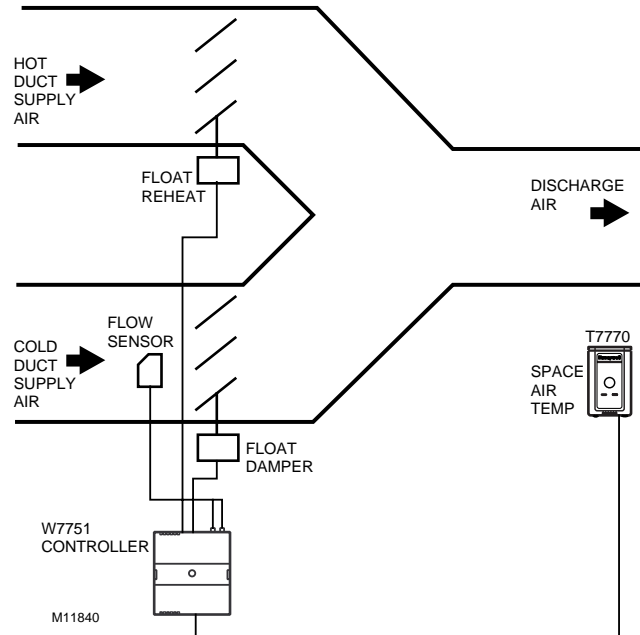 HOT
DUCT
SUPPLY
AIR
FLOAT
REHEAT
DISCHARGE
AIR
FLOW
SENSOR
COLD
DUCT
SUPPLY
AIR
T7770
Honeywell
SPACE
AIR
TEMP
FLOAT
DAMPER
W7751
CONTROLLER
M11840